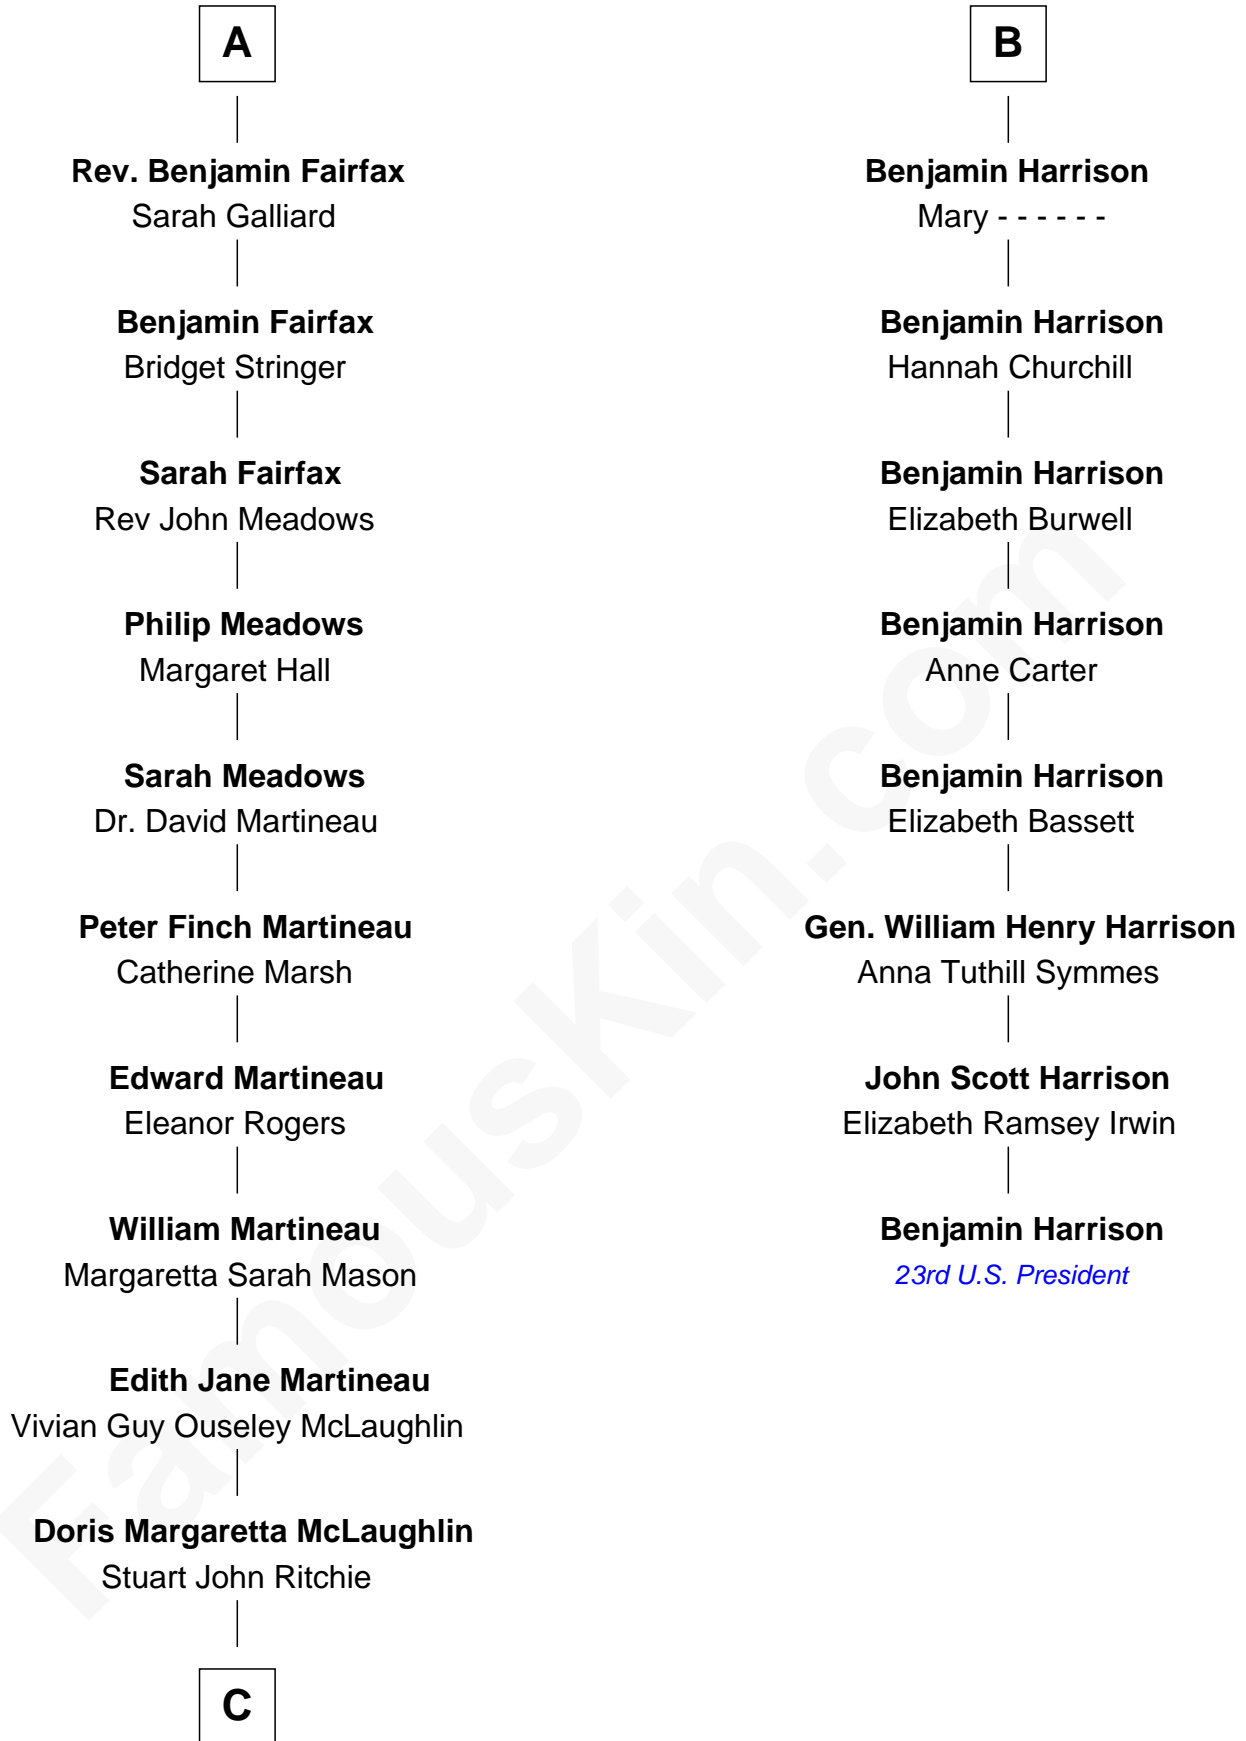 A
Rev. Benjamin Fairfax
Sarah Galliard
Benjamin Fairfax
Bridget Stringer
Sarah Fairfax
Rev John Meadows
Philip Meadows
Margaret Hall
Sarah Meadows
Dr. David Martineau
Peter Finch Martineau
Catherine Marsh
Edward Martineau
Eleanor Rogers
William Martineau
Margaretta Sarah Mason
Edith Jane Martineau
Vivian Guy Ouseley McLaughlin
Doris Margaretta McLaughlin
Stuart John Ritchie
C
B
Benjamin Harrison
Mary - - - - - -
Benjamin Harrison
Hannah Churchill
Benjamin Harrison
Elizabeth Burwell
Benjamin Harrison
Anne Carter
Benjamin Harrison
Elizabeth Bassett
Gen. William Henry Harrison
Anna Tuthill Symmes
John Scott Harrison
Elizabeth Ramsey Irwin
Benjamin Harrison
23rd U.S. President
FamousKin.com